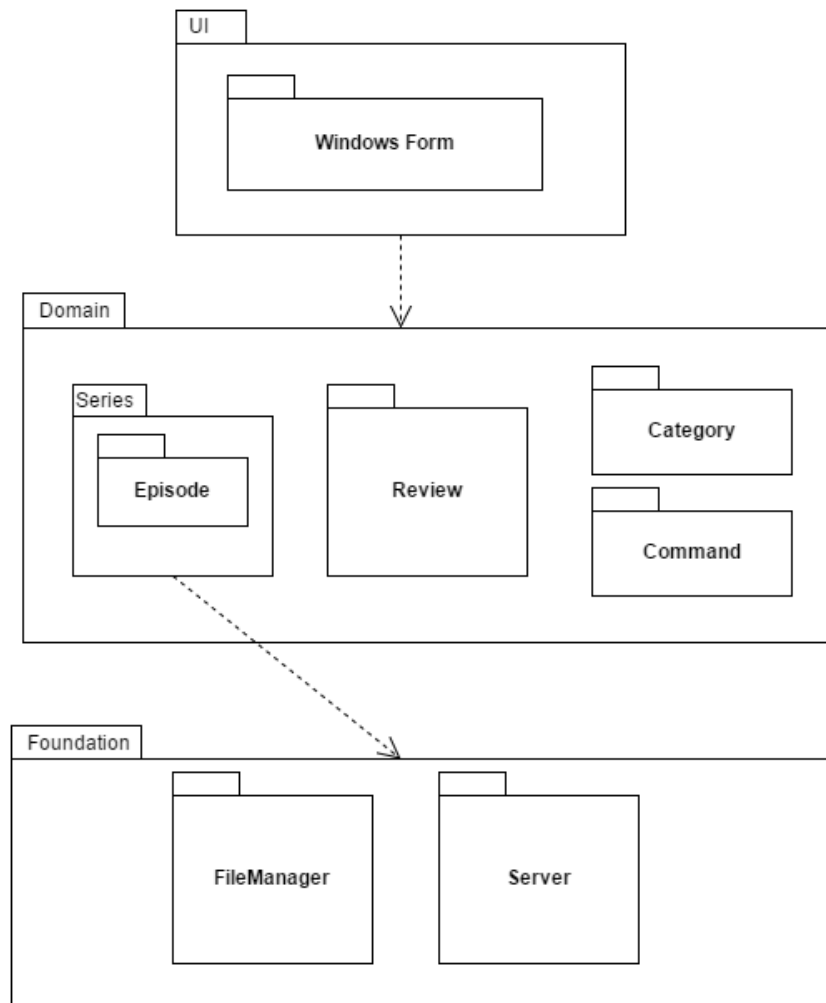 UI
Windows Form
Domain
Series
Episode
Review
Category
Command
Foundation
FileManager
Server